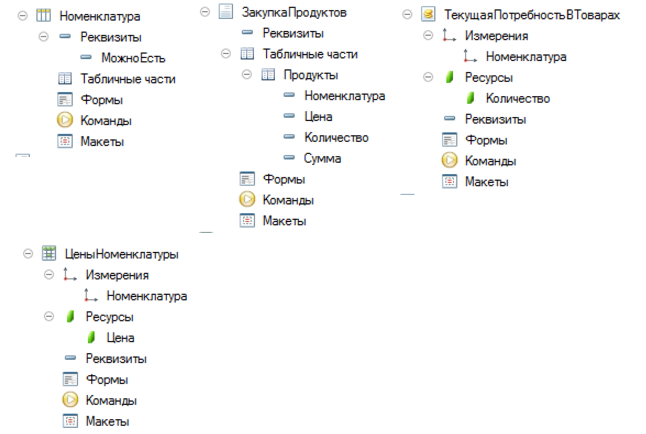 Номенклатура
Реквизиты
МожноЕсть
Табличные части
Формы
Команды
Макеты
ЗакупкаПродуктов
Реквизиты
Табличные части
Продукты
Номенклатура
Цена
Количество
Сумма
Формы
Команды
Макеты
ТекущаяПотребностьВТоварах
Измерения
Номенклатура
Ресурсы
Количество
Реквизиты
Формы
Команды
Макеты
ЦеныНоменклатуры
Измерения
Номенклатура
Ресурсы
Цена
Реквизиты
Формы
Команды
Макеты